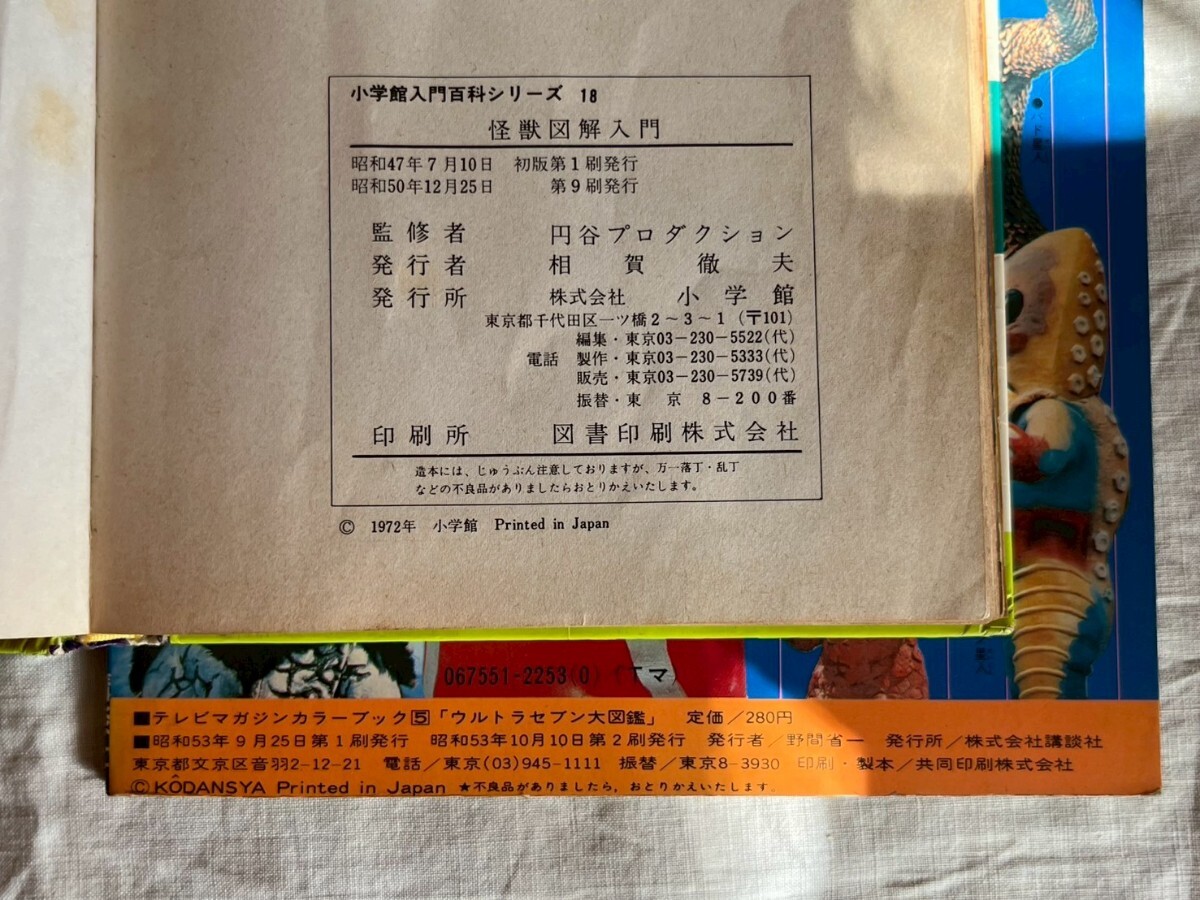 小学館入門百科シリーズ 18
怪獣図解入門
昭和47年7月10日 初版第1刷発行
昭和50年12月25日 第9刷発行
監修者 円谷プロダクション
発行者 相賀徹夫
発行所 株式会社 小学館
東京都千代田区一ツ橋2~3~1(〒101)
編集・東京03-230-5522(代)
電話 製作・東京03-230-5333(代)
販売・東京03-230-5739(代)
振替・東京 8-200番
印刷所 図書印刷株式会社
造本には、じゅうぶん注意しておりますが、万一落丁・乱丁
などの不良品がありましたらおとりかえいたします。
© 1972年 小学館 Printed in Japan
067551-2253(0) (Tマ)
■テレビマガジンカラーブック5「ウルトラセブン大図鑑」 定価/280円
■昭和53年9月25日第1刷発行 昭和53年10月10日第2刷発行 発行者/野間省一 発行所/株式会社講談社
東京都文京区音羽2-12-21 電話/東京(03)945-1111 振替/東京8-3930 印刷・製本/共同印刷株式会社
©KÔDANSYA Printed in Japan ★不良品がありましたら,おとりかえいたします.